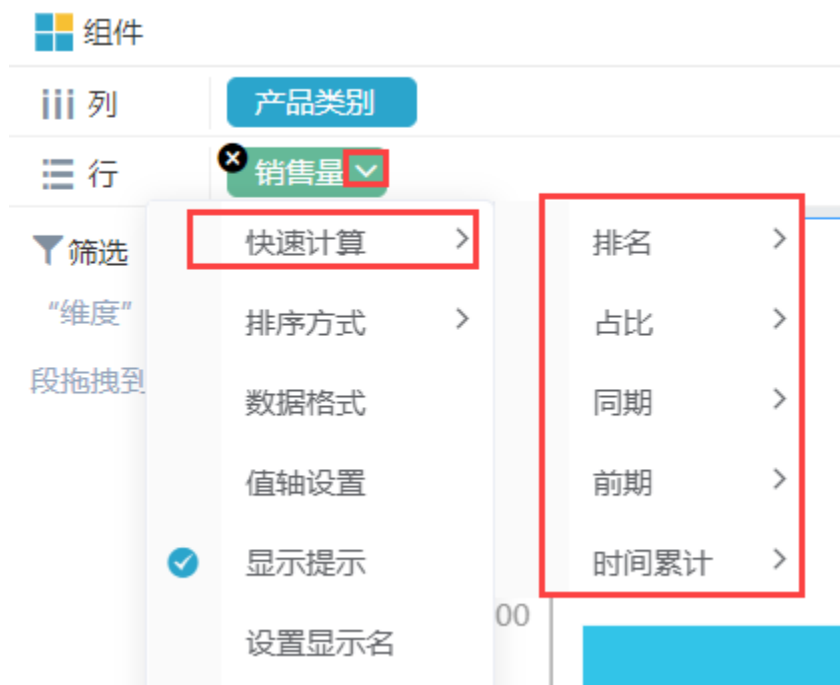 组件
列
产品类别
行
销售量
筛选
“维度”
段拖拽到
快速计算
排序方式
数据格式
值轴设置
显示提示
设置显示名
排名
占比
同期
前期
时间累计
00